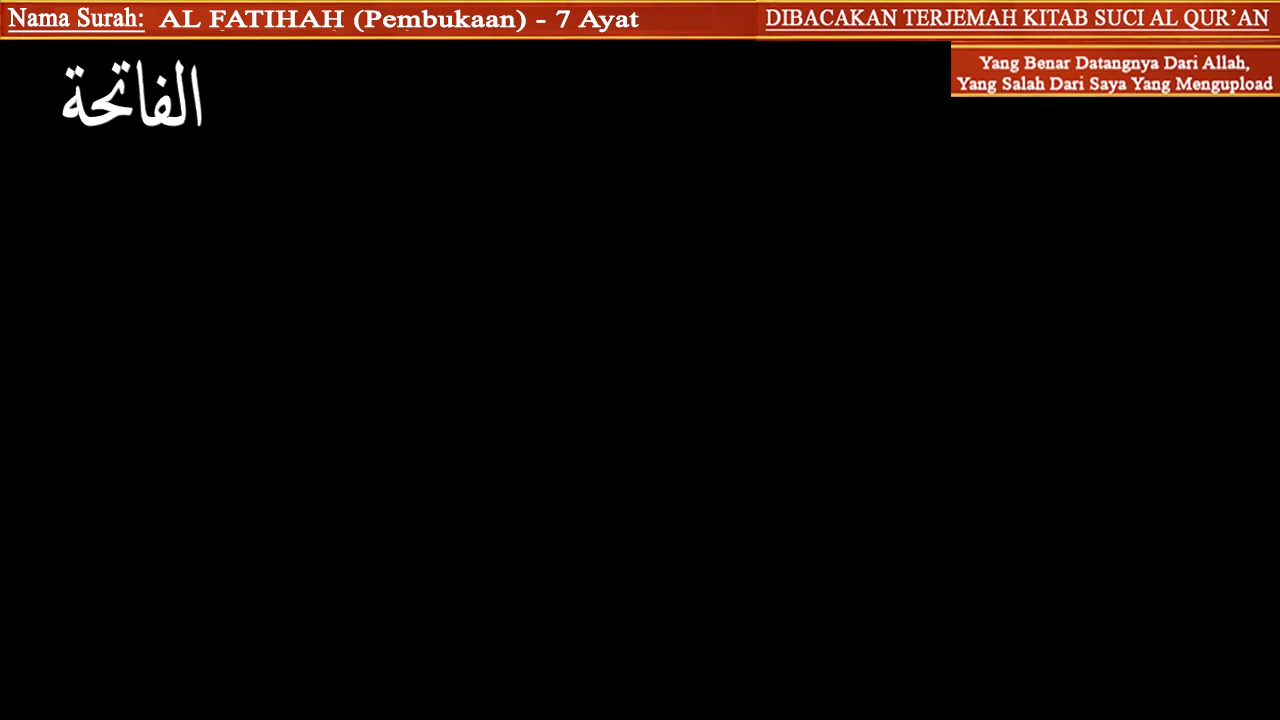 Nama Surah: AL FATIHAH (Pembukaan) - 7 Ayat
DIBACAKAN TERJEMAH KITAB SUCI AL QUR’AN
Yang Benar Datangnya Dari Allah,
Yang Salah Dari Saya Yang Mengupload
الفاتحة